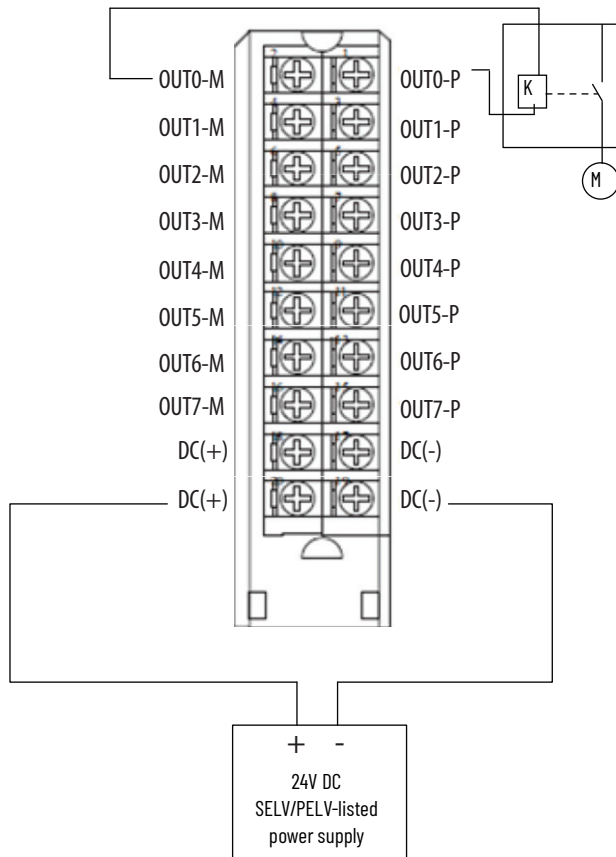 K
M
OUT0-M OUT0-P
OUT1-M OUT1-P
OUT2-M OUT2-P
OUT3-M OUT3-P
OUT4-M OUT4-P
OUT5-M OUT5-P
OUT6-M OUT6-P
OUT7-M OUT7-P
DC(+) DC(-)
DC(+) DC(-)
+ -
24V DC
SELV/PELV-listed
power supply